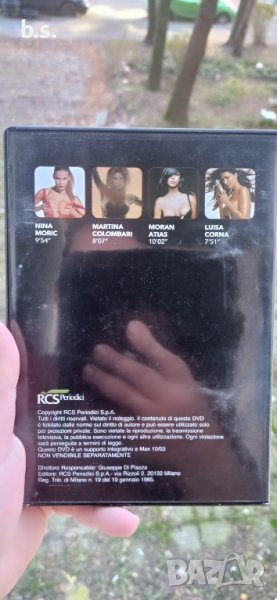 b.s.
NINA MORIC 9'54"
MARTINA COLOMBARI 8'07"
MORAN ATIAS 10'02"
LUISA CORNA 7'51"
RCS Periodici
Copyright RCS Periodici S.p.A.
Tutti i diritti riservati. Vietato il noleggio. Il contenuto di questo DVD
è tutelato dalle norme sul diritto di autore e può essere utilizzato solo
per proiezioni private. Sono vietate la riproduzione, la trasmissione
televisiva, la pubblica esecuzione e ogni altro utilizzo. Ogni violazione
sarà perseguita a termini di legge.
Questo DVD è un supporto integrativo a Max 10/03
NON VENDIBILE SEPARATAMENTE
Direttore Responsabile: Giuseppe Di Piazza
Editore: RCS Periodici S.p.A. - via Rizzoli 2, 20132 Milano
Reg. Trib. di Milano n. 19 del 19 gennaio 1985.
BAZAR